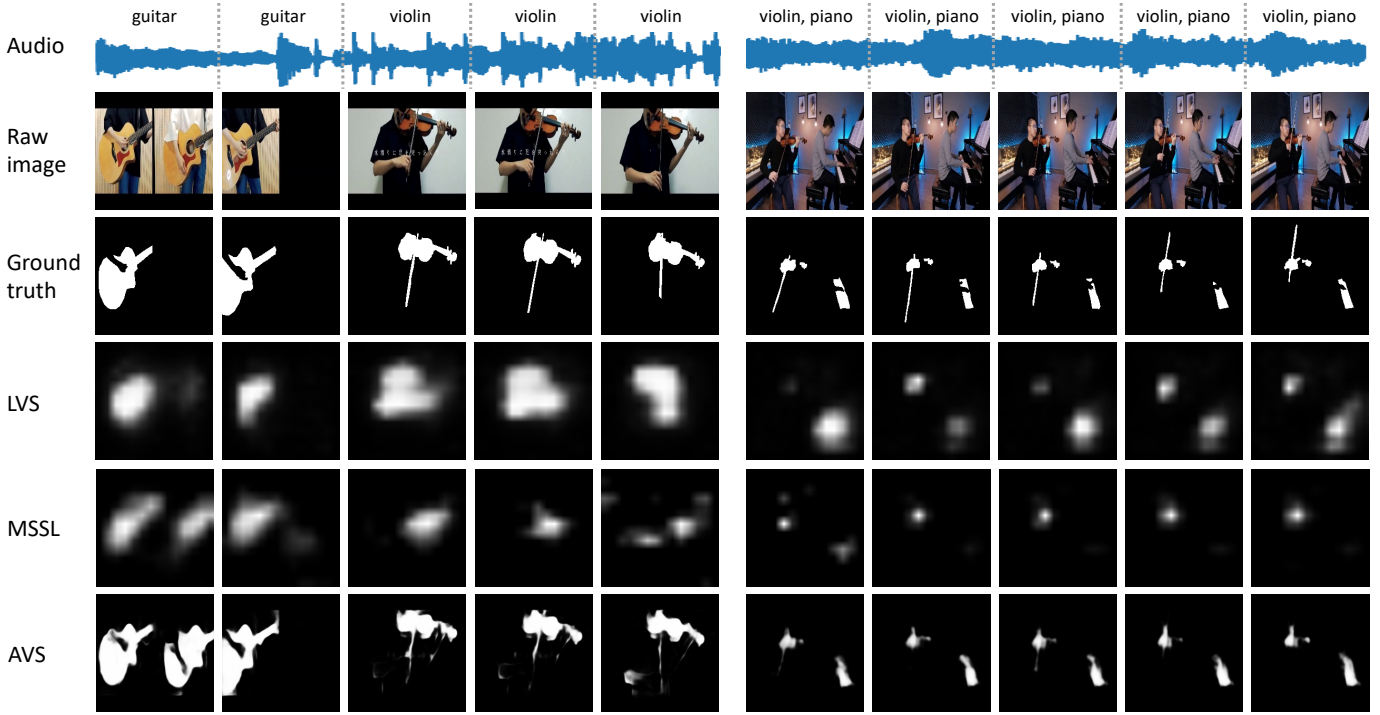 guitar guitar violin violin violin violin, piano violin, piano violin, piano violin, piano violin, piano
Audio
Raw
image
Ground
truth
LVS
MSSL
AVS